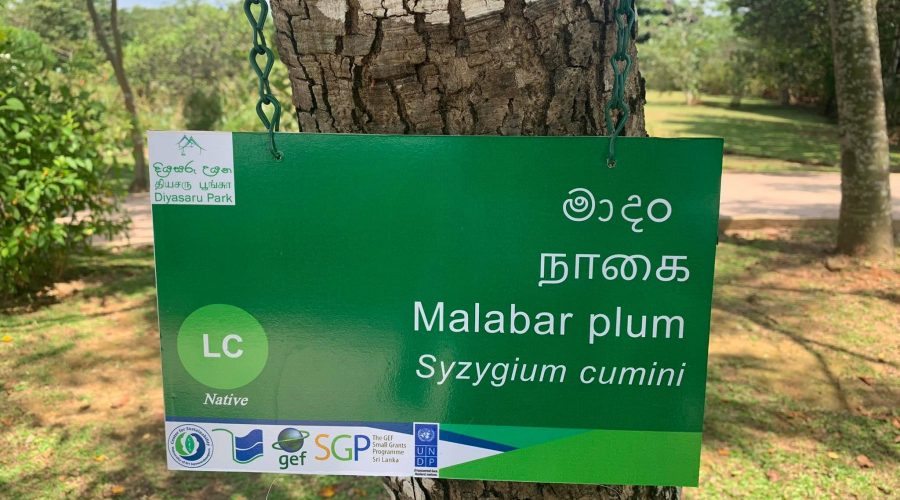 දියසරු උයන
தியசரு பூங்கா
Diyasaru Park
මාදං
நாகை
Malabar plum
Syzygium cumini
LC
Native
gef
SGP
The GEF
Small Grants
Programme
Sri Lanka
UN
DP